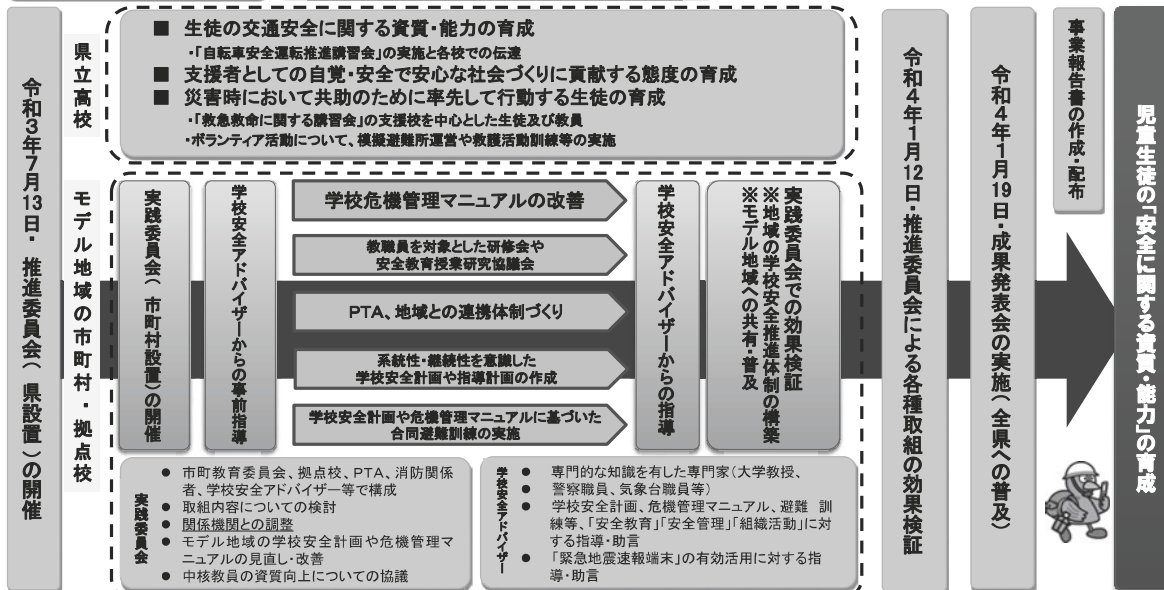 令和3年7月13日・推進委員会（県設置）の開催
県立高校
■ 生徒の交通安全に関する資質・能力の育成
・「自転車安全運転推進講習会」の実施と各校での伝達
■ 支援者としての自覚・安全で安心な社会づくりに貢献する態度の育成
■ 災害時において共助のために率先して行動する生徒の育成
・「救急救命に関する講習会」の支援校を中心とした生徒及び教員
・ボランティア活動について、模擬避難所運営や救護活動訓練等の実施
モデル地域の市町村・拠点校
実践委員会（市町村設置）の開催
学校安全アドバイザーからの事前指導
学校危機管理マニュアルの改善
教職員を対象とした研修会や
安全教育授業研究協議会
PTA、地域との連携体制づくり
系統性・継続性を意識した
学校安全計画や指導計画の作成
学校安全計画や危機管理マニュアルに基づいた
合同避難訓練の実施
学校安全アドバイザーからの指導
実践委員会での効果検証
※地域の学校安全推進体制の構築
※モデル地域への共有・普及
実践委員会
● 市町教育委員会、拠点校、PTA、消防関係
者、学校安全アドバイザー等で構成
● 取組内容についての検討
● 関係機関との調整
● モデル地域の学校安全計画や危機管理マ
ニュアルの見直し・改善
● 中核教員の資質向上についての協議
学校安全アドバイザー
● 専門的な知識を有した専門家（大学教授、
● 警察職員、気象台職員等）
● 学校安全計画、危機管理マニュアル、避難 訓
練等、「安全教育」「安全管理」「組織活動」に対
する指導・助言
● 「緊急地震速報端末」の有効活用に対する指
導・助言
令和4年1月12日・推進委員会による各種取組の効果検証
令和4年1月19日・成果発表会の実施（全県への普及）
事業報告書の作成・配布
児童生徒の「安全に関する資質・能力」の育成